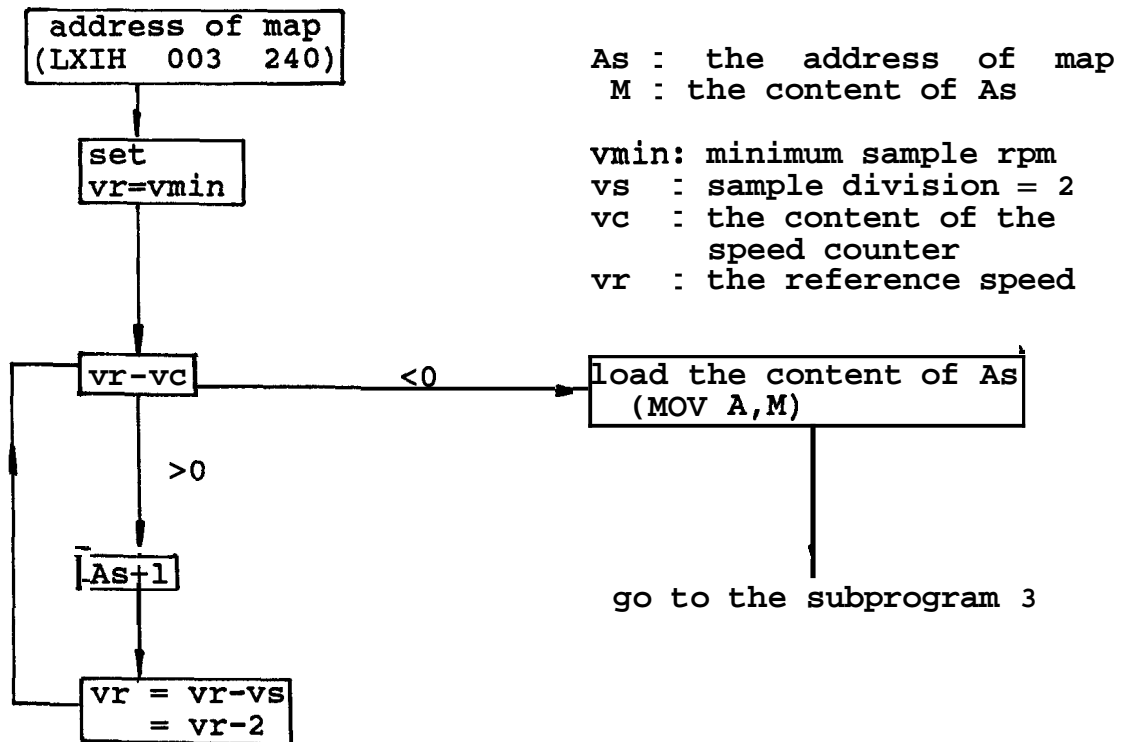 address of map
(LXIH 003 240)
set
vr=vmin
vr-vc
<0
>0
As+1
vr = vr-vs
= vr-2
load the content of As
(MOV A,M)
go to the subprogram 3
As : the address of map
M : the content of As
vmin: minimum sample rpm
vs : sample division = 2
vc : the content of the
speed counter
vr : the reference speed